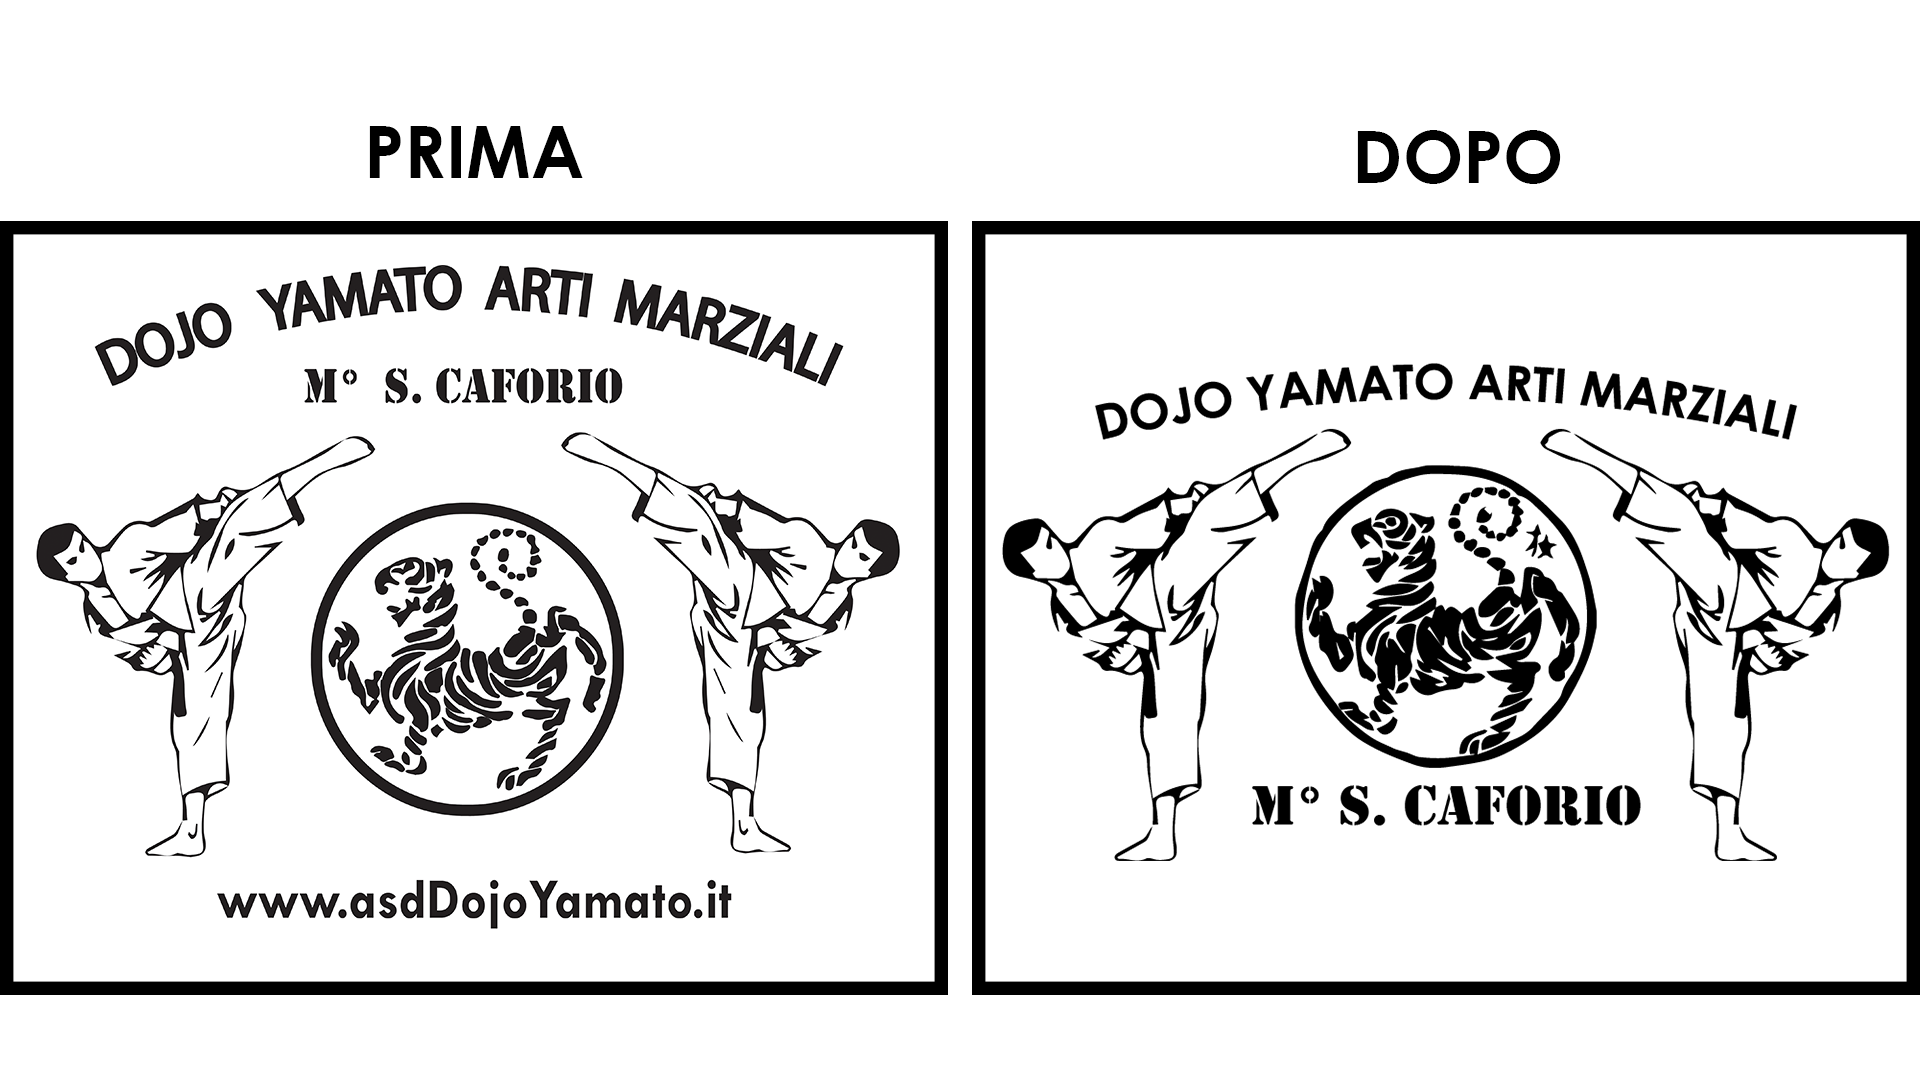 PRIMA
DOJO YAMATO ARTI MARZIALI
M° S. CAFORIO
www.asdDojoYamato.it
DOPO
DOJO YAMATO ARTI MARZIALI
M° S. CAFORIO